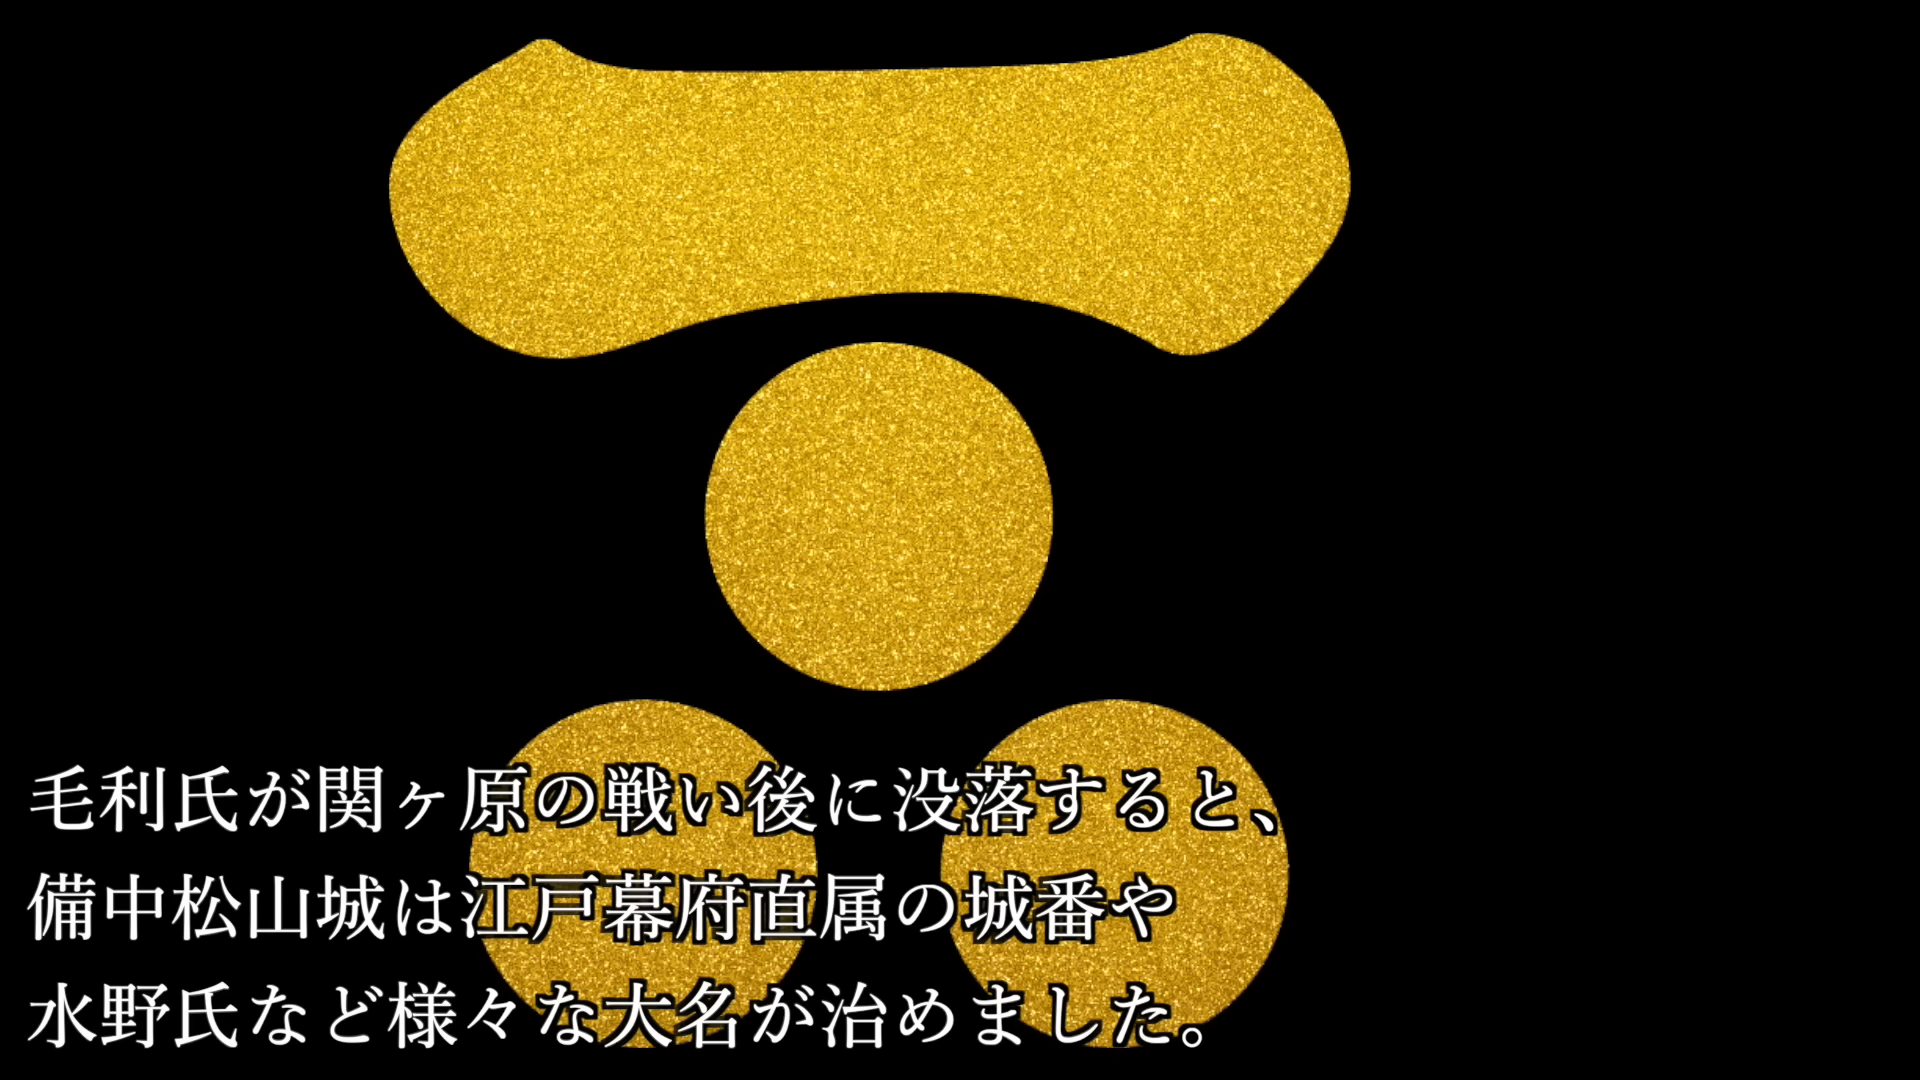 毛利氏が関ヶ原の戦い後に没落すると、
備中松山城は江戸幕府直属の城番や
水野氏など様々な大名が治めました。